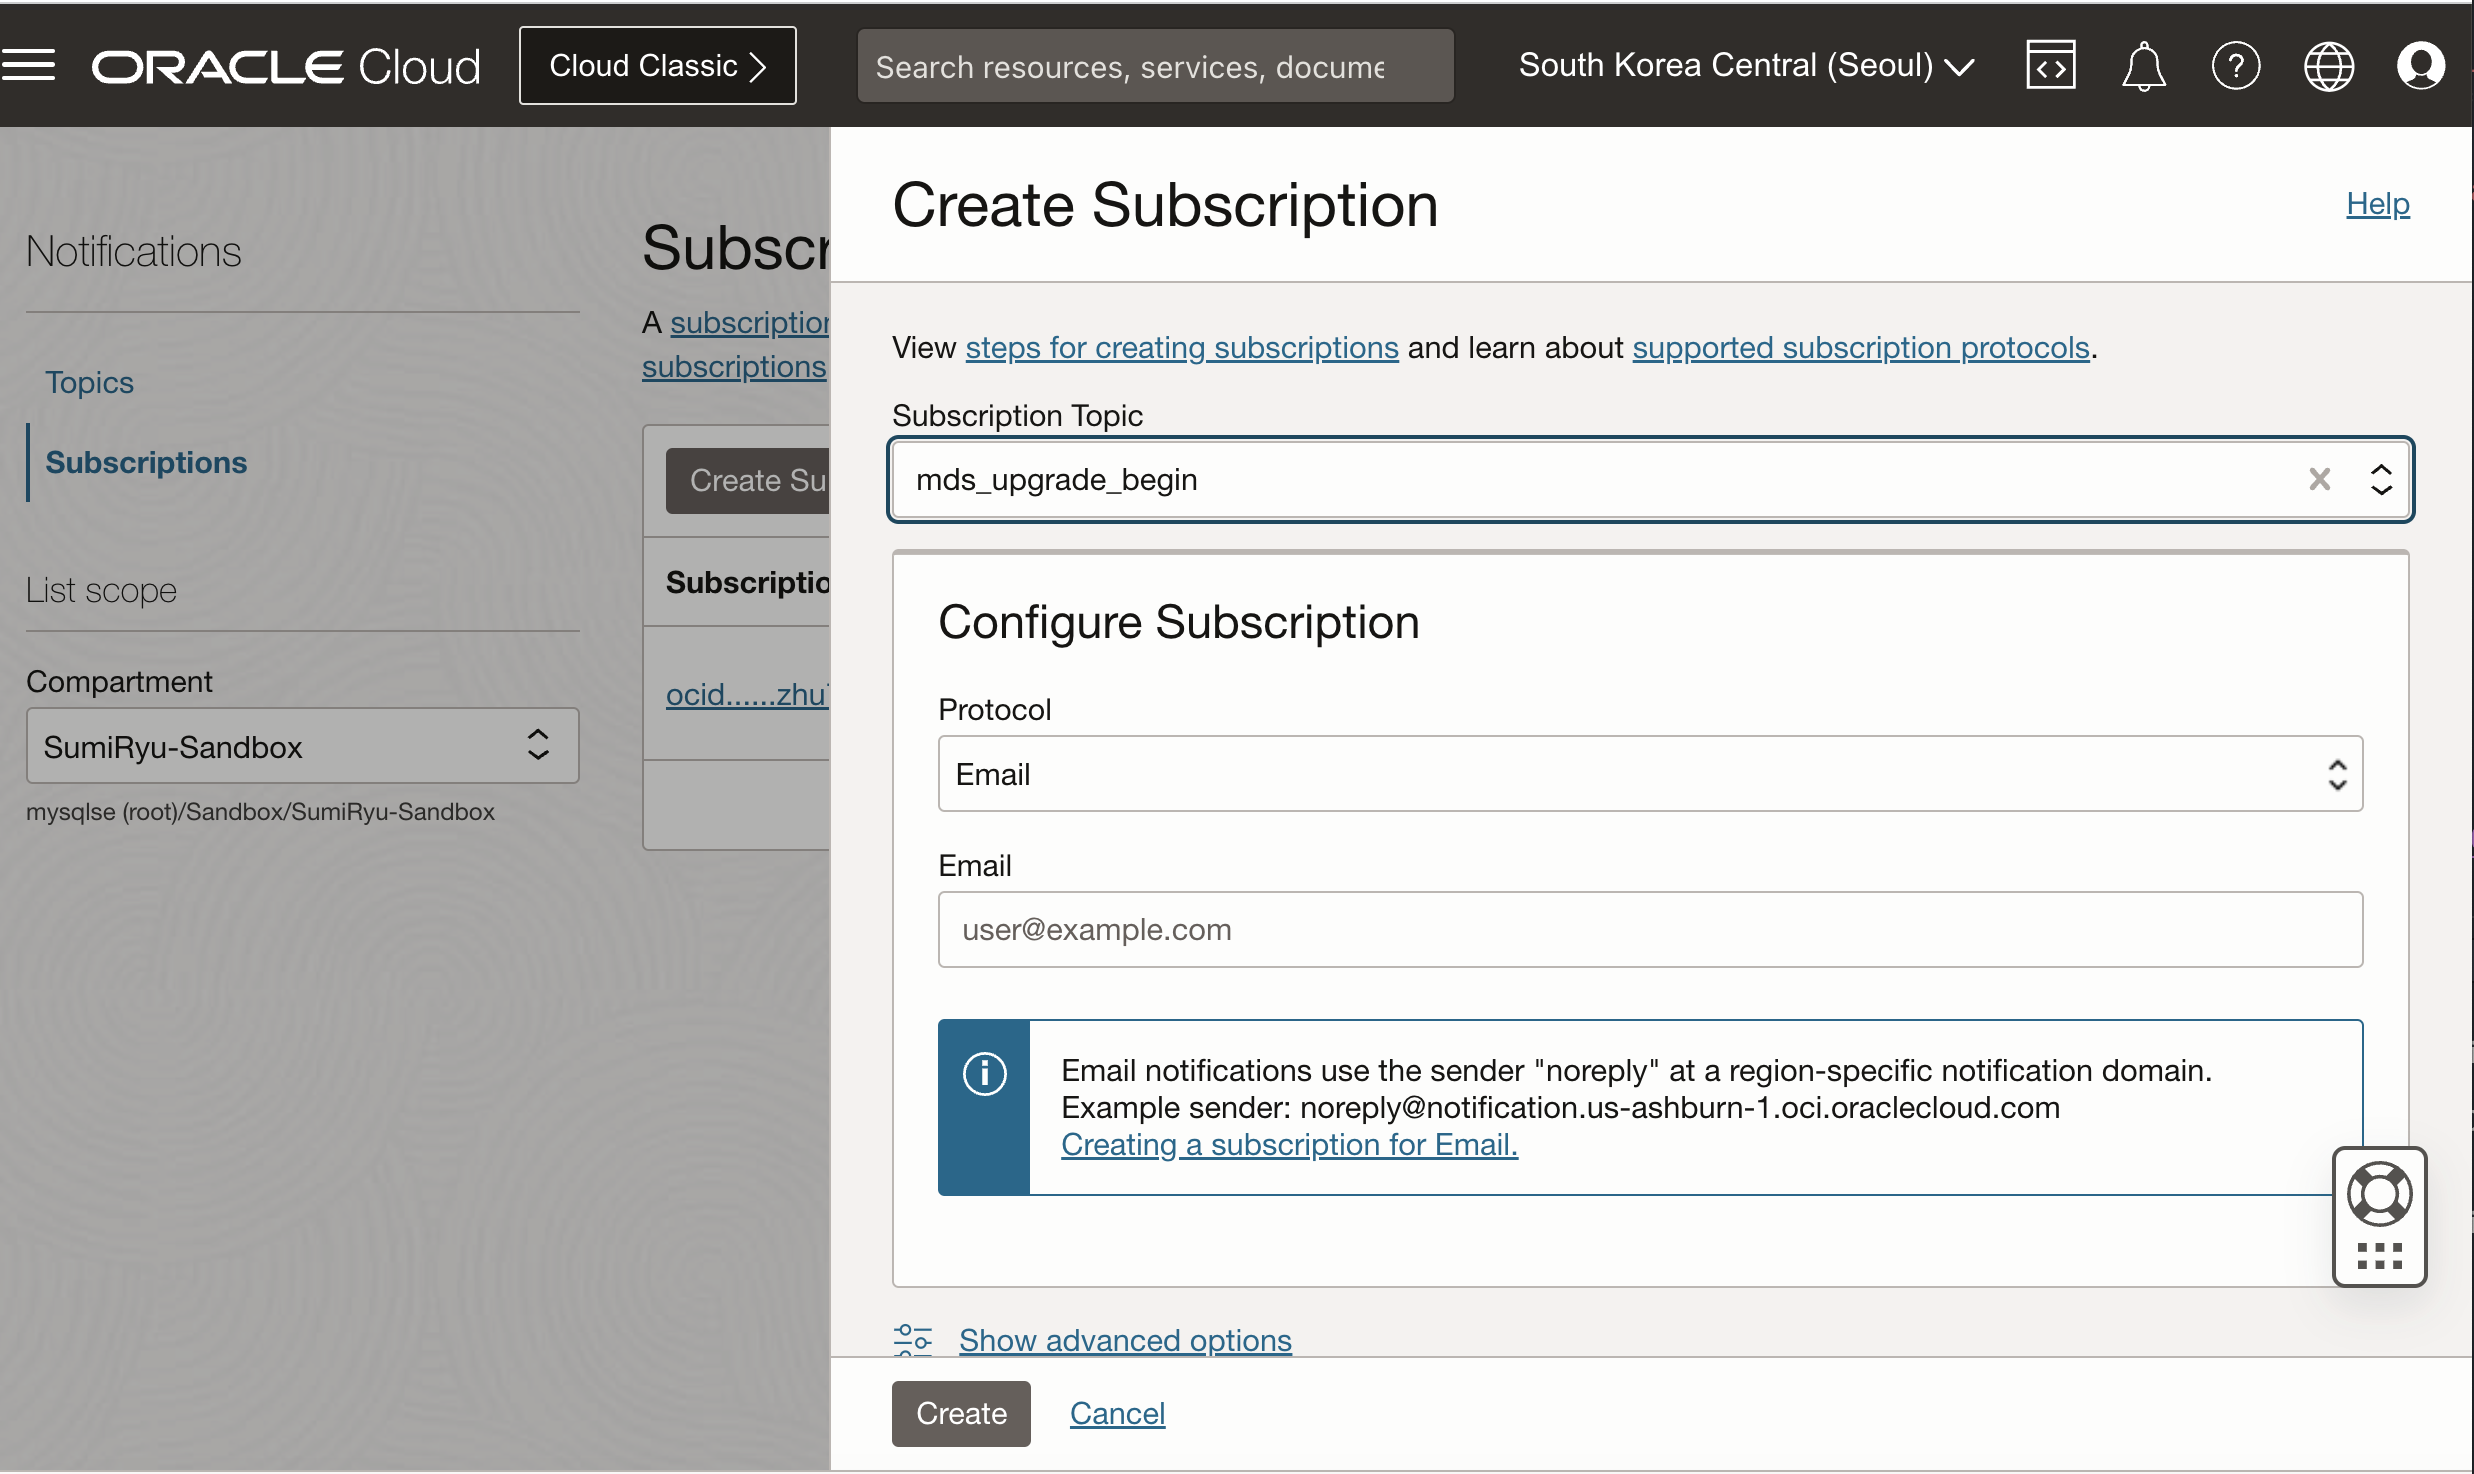 ORACLE Cloud
Cloud Classic
Search resources, services, docume
South Korea Central (Seoul)
Notifications
Topics
Subscriptions
List scope
Compartment
SumiRyu-Sandbox
mysqlse (root)/Sandbox/SumiRyu-Sandbox
Subscr
A subscription
subscriptions
Create Su
Subscriptio
ocid......zhu
Create Subscription
Help
View steps for creating subscriptions and learn about supported subscription protocols.
Subscription Topic
mds_upgrade_begin
Configure Subscription
Protocol
Email
Email
user@example.com
Email notifications use the sender "noreply" at a region-specific notification domain.
Example sender: noreply@notification.us-ashburn-1.oci.oraclecloud.com
Creating a subscription for Email.
Show advanced options
Create
Cancel